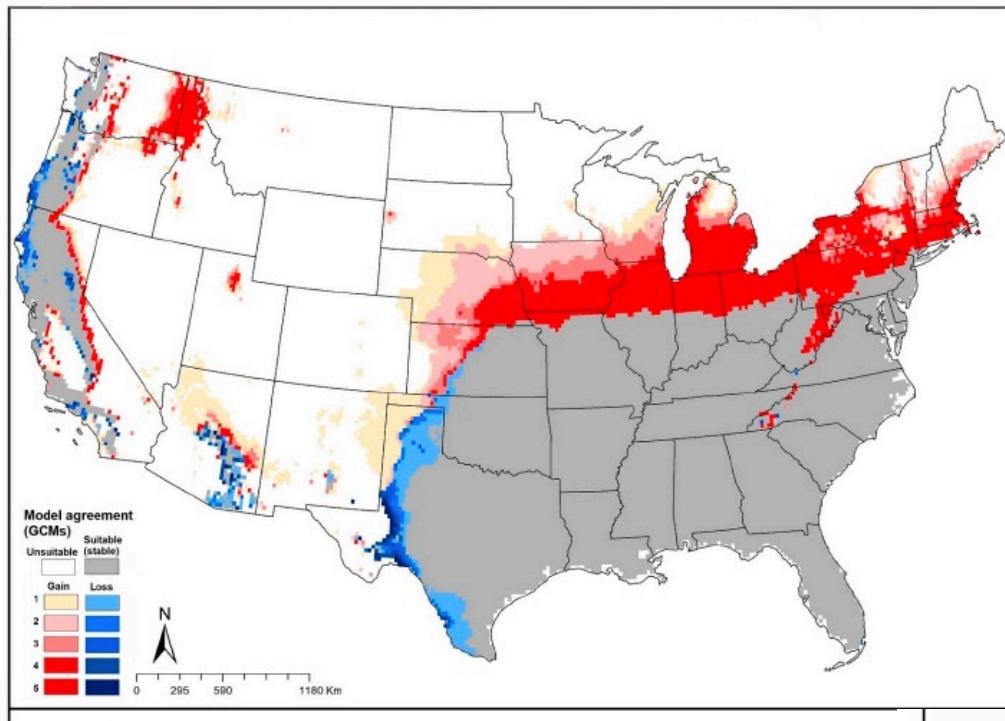 Model agreement
(GCMs)
Unsuitable Suitable
(stable)
Gain Loss
1
2
3
4
5
N
0 295 590 1180 Km